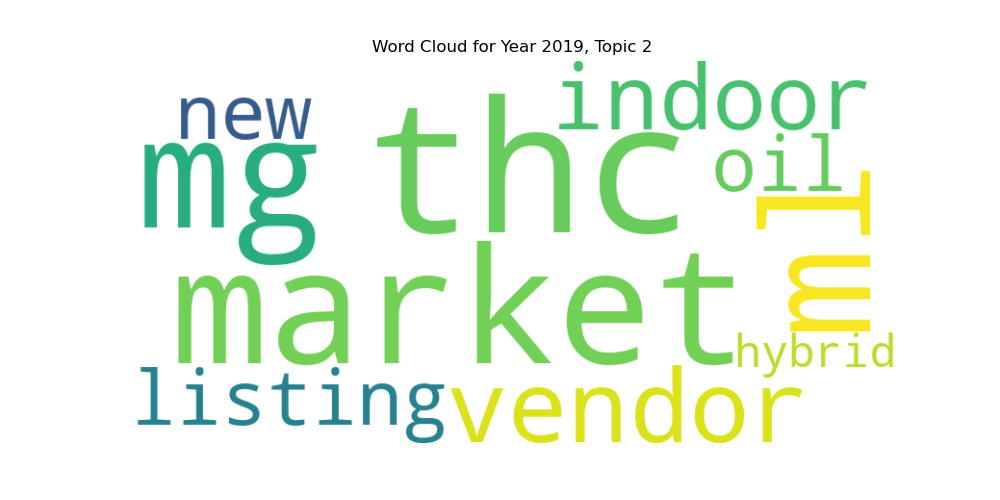 Word Cloud for Year 2019, Topic 2
new
indoor
mg
thc
oil
ml
market
hybrid
listing
vendor